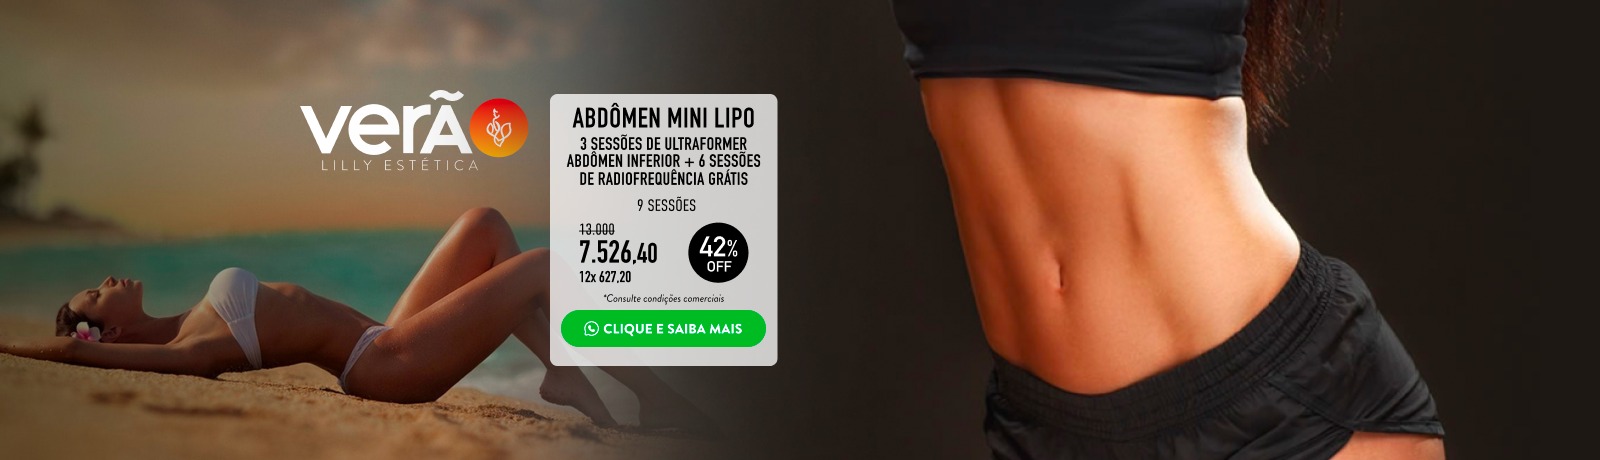 verÃO
LILLY ESTÉTICA
ABDÔMEN MINI LIPO
3 SESSÕES DE ULTRAFORMER
ABDÔMEN INFERIOR + 6 SESSÕES
DE RADIOFREQUÊNCIA GRÁTIS
9 SESSÕES
13.000
7.526,40
12x 627,20
42%
OFF
*Consulte condições comerciais
CLIQUE E SAIBA MAIS